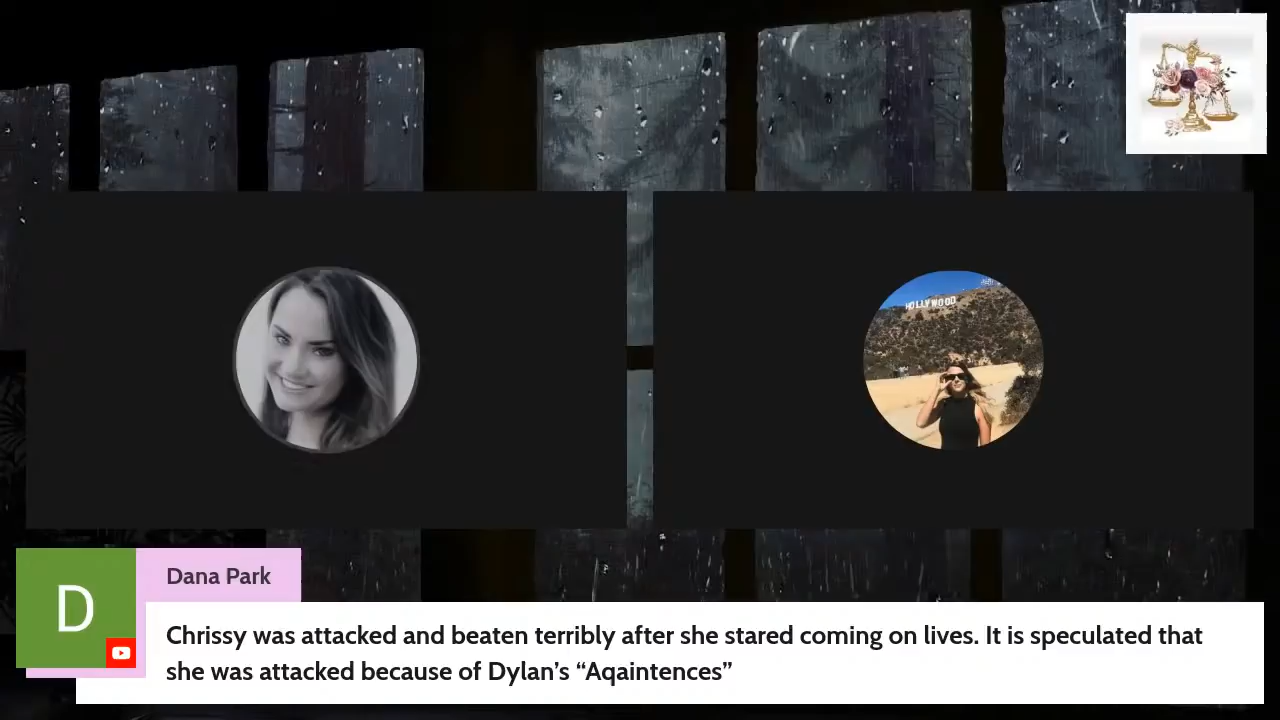 HOLLYWOOD
D
Dana Park
Chrissy was attacked and beaten terribly after she stared coming on lives. It is speculated that
she was attacked because of Dylan’s “Aqaintences”